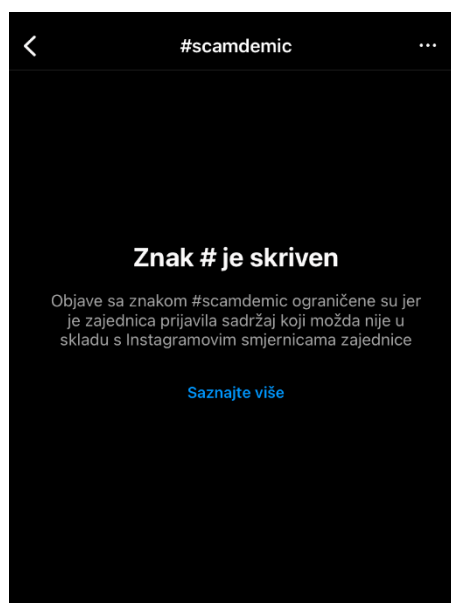 #scamdemic
Znak # je skriven
Objave sa znakom #scamdemic ograničene su jer
je zajednica prijavila sadržaj koji možda nije u
skladu s Instagramovim smjernicama zajednice
Saznajte više